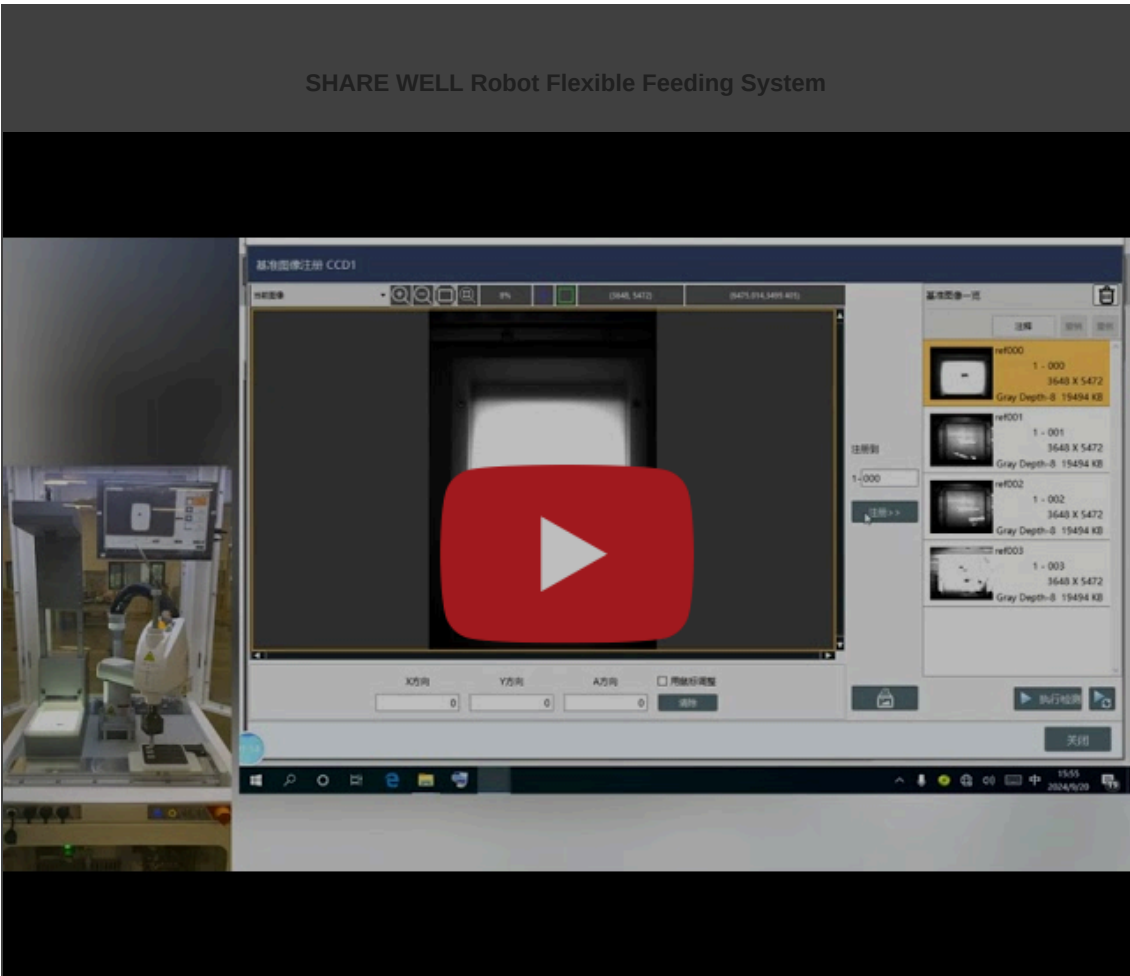 SHARE WELL Robot Flexible Feeding System
基准图像注册 CCD1
当前图像
8%
(3648, 5472)
基准图像一览
注释
ref000
1 - 000
3648 X 5472
Gray Depth-8 19494 KB
ref001
1 - 001
3648 X 5472
Gray Depth-8 19494 KB
ref002
1 - 002
3648 X 5472
Gray Depth-8 19494 KB
ref003
1 - 003
3648 X 5472
Gray Depth-8 19494 KB
注册到
1- 000
注册>>
X方向
Y方向
A方向
用鼠标调整
0
0
0
清除
执行检测
关闭
中
15:55
2024/9/20